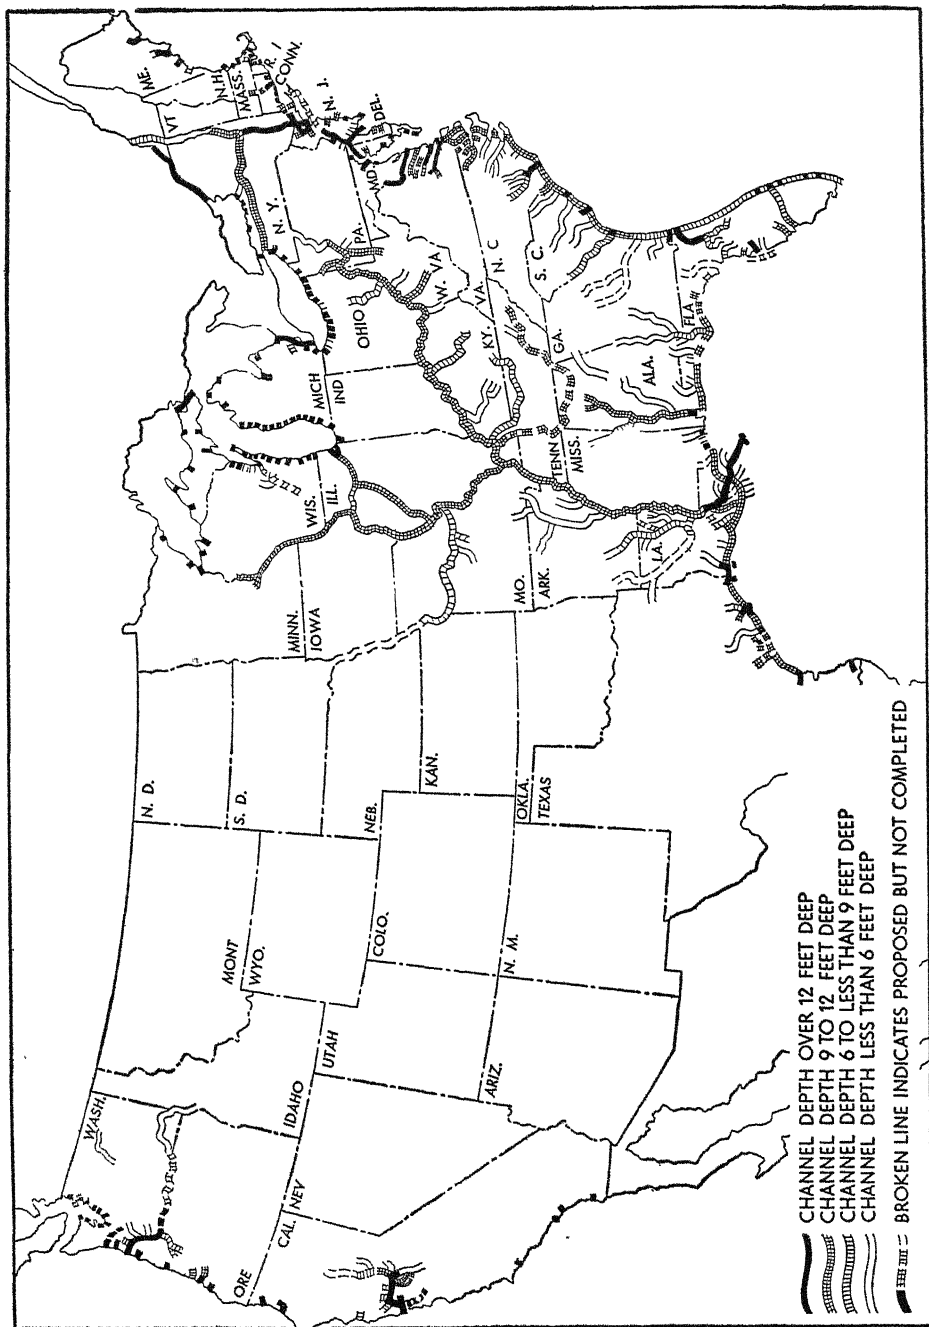 WASH.
ORE
CAL.
NEV
IDAHO
UTAH
ARIZ.
MONT
WYO.
COLO.
N. M.
N. D.
S. D.
NEB.
KAN.
OKLA.
TEXAS
MINN.
IOWA
MO.
ARK.
LA.
WIS.
ILL.
MICH
IND
OHIO
KY.
TENN
MISS.
ALA.
GA.
FLA
S. C.
N. C
VA.
W. VA
PA.
N. Y.
MD.
DEL.
N. J.
CONN.
R. I
MASS.
N.H.
VT
ME.
CHANNEL DEPTH OVER 12 FEET DEEP
CHANNEL DEPTH 9 TO 12 FEET DEEP
CHANNEL DEPTH 6 TO LESS THAN 9 FEET DEEP
CHANNEL DEPTH LESS THAN 6 FEET DEEP
BROKEN LINE INDICATES PROPOSED BUT NOT COMPLETED